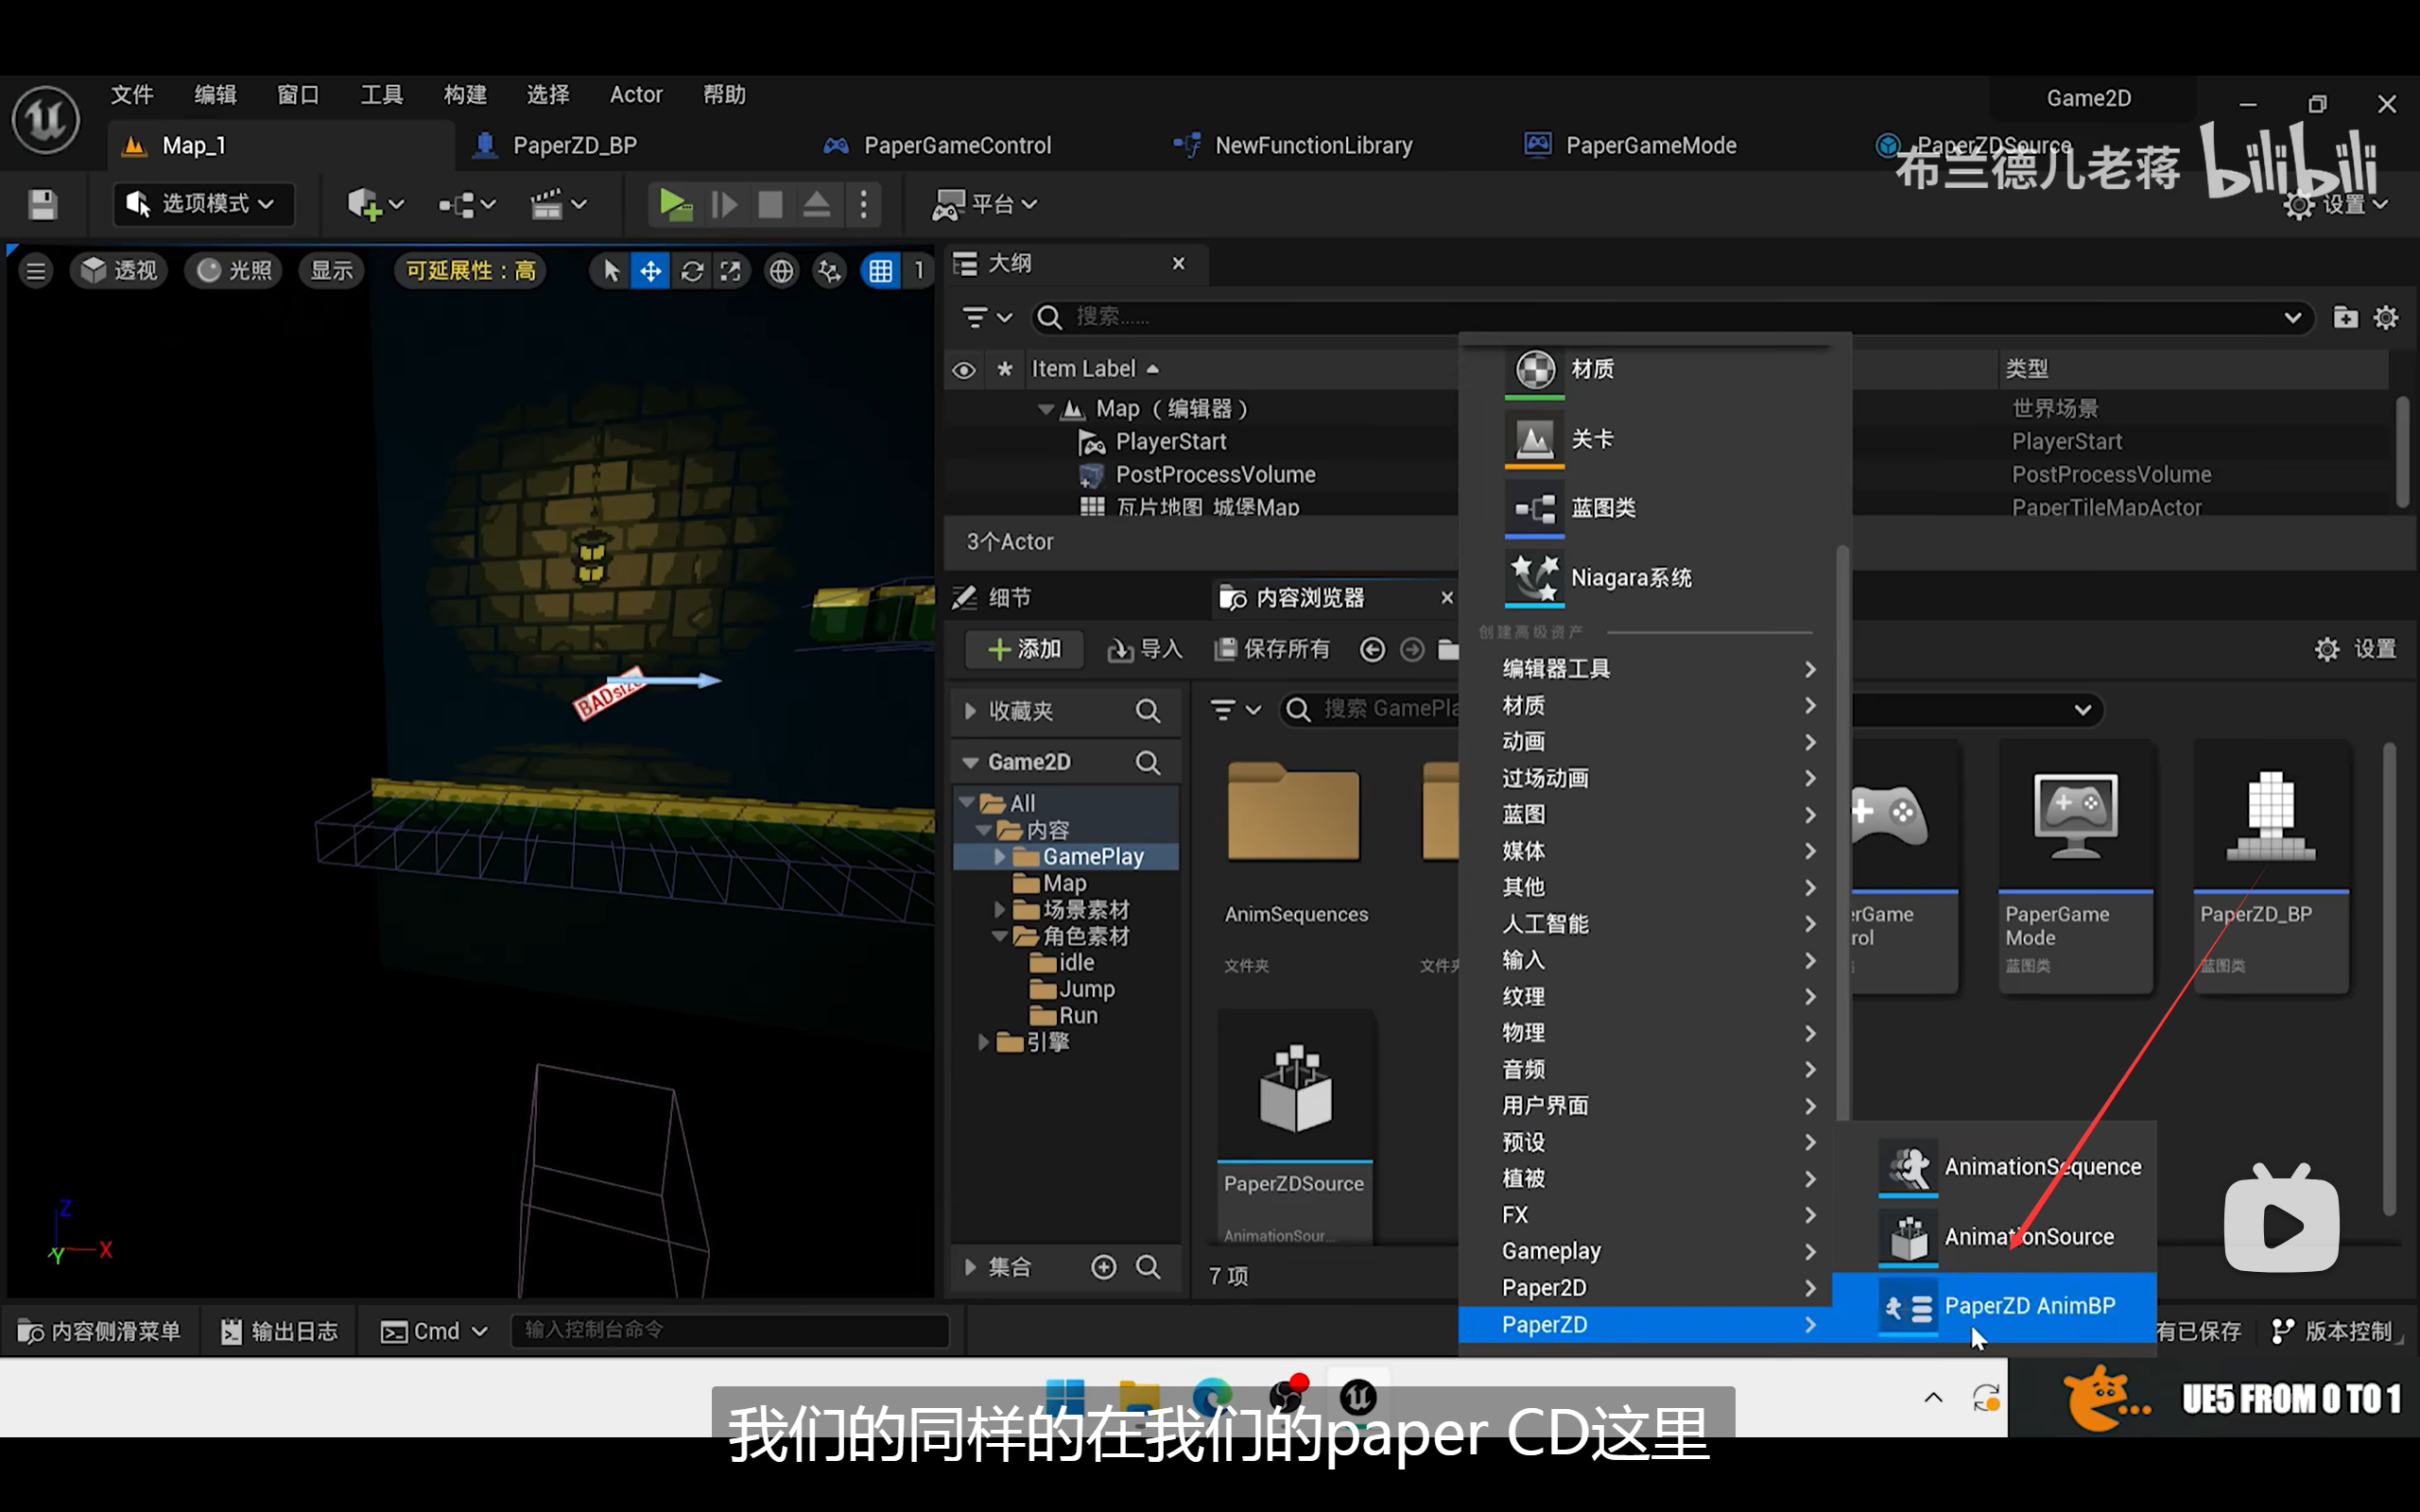 文件 编辑 窗口 工具 构建 选择 Actor 帮助
Game2D
Map_1 PaperZD_BP PaperGameControl NewFunctionLibrary PaperGameMode PaperZDSource
布兰德儿老蒋 bilibili
选项模式 平台 设置
透视 光照 显示 可延展性：高 1
大纲
搜索......
Item Label 类型
Map（编辑器） 世界场景
PlayerStart PlayerStart
PostProcessVolume PostProcessVolume
瓦片地图_城堡Map PaperTileMapActor
3个Actor
细节 内容浏览器
添加 导入 保存所有 设置
收藏夹
搜索 GamePla
Game2D
All
内容
GamePlay
Map
场景素材
角色素材
idle
Jump
Run
引擎
集合
AnimSequences
文件夹
文件夹
erGame
rol
PaperGame
Mode
蓝图类
PaperZD_BP
蓝图类
PaperZDSource
AnimationSour...
7 项
材质
关卡
蓝图类
Niagara系统
创建高级资产
编辑器工具
材质
动画
过场动画
蓝图
媒体
其他
人工智能
输入
纹理
物理
音频
用户界面
预设
植被
FX
Gameplay
Paper2D
PaperZD
AnimationSequence
AnimationSource
PaperZD AnimBP
BADsize
Z
Y X
内容侧滑菜单 输出日志 Cmd 输入控制台命令 有已保存 版本控制
UE5 FROM 0 TO 1
我们的同样的在我们的paper CD这里